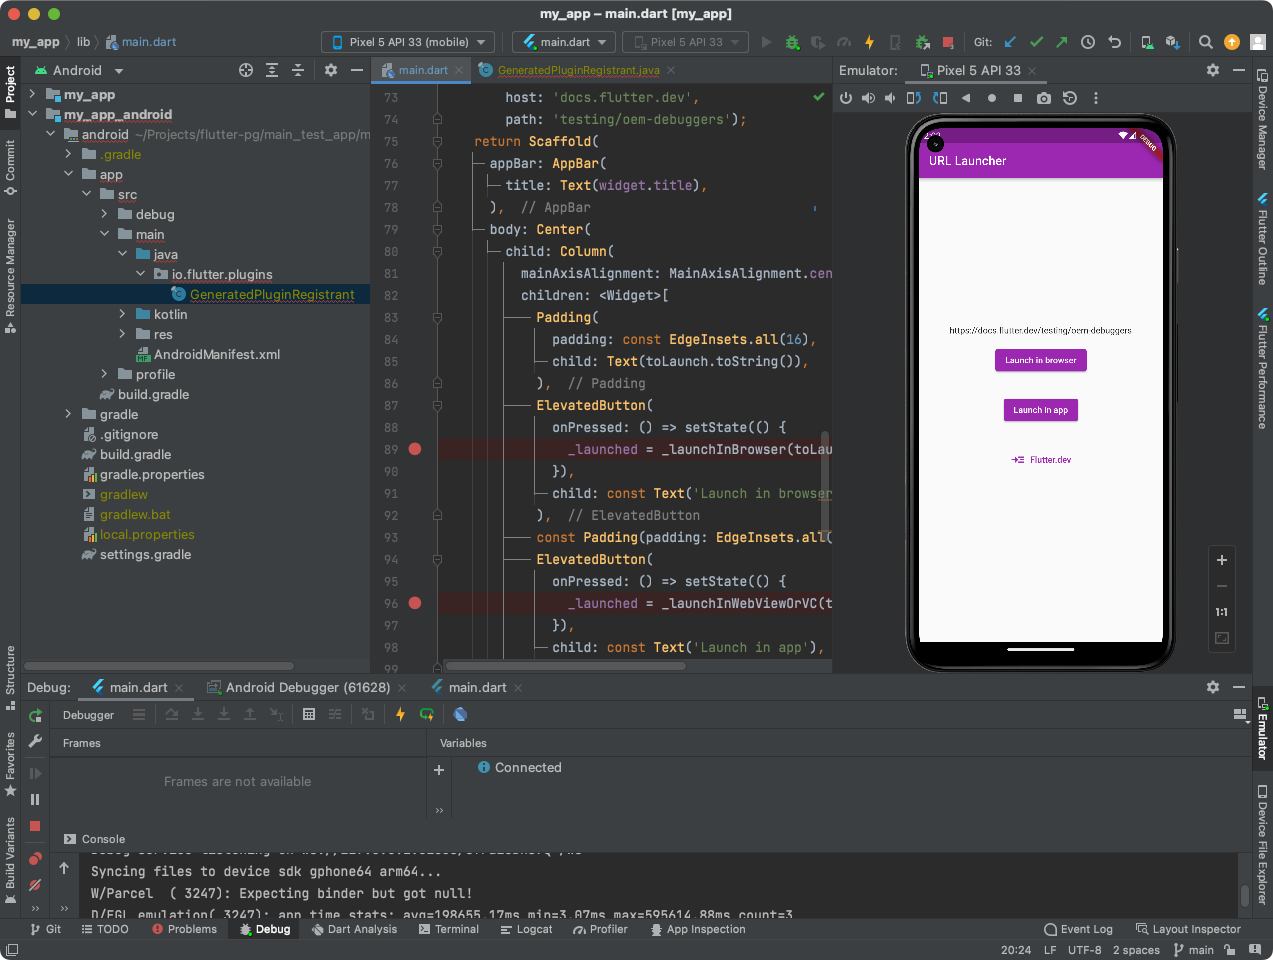 my_app – main.dart [my_app]
my_app
lib
main.dart
Pixel 5 API 33 (mobile)
main.dart
Pixel 5 API 33
Git:
Project
Commit
Resource Manager
Structure
Favorites
Build Variants
Android
my_app
my_app_android
android ~/Projects/flutter-pg/main_test_app/m
.gradle
app
src
debug
main
java
io.flutter.plugins
GeneratedPluginRegistrant
kotlin
res
AndroidManifest.xml
profile
build.gradle
gradle
.gitignore
build.gradle
gradle.properties
gradlew
gradlew.bat
local.properties
settings.gradle
main.dart
GeneratedPluginRegistrant.java
73 host: 'docs.flutter.dev',
74 path: 'testing/oem-debuggers');
75 return Scaffold(
76 appBar: AppBar(
77 title: Text(widget.title),
78 ), // AppBar
79 body: Center(
80 child: Column(
81 mainAxisAlignment: MainAxisAlignment.cen
82 children: <Widget>[
83 Padding(
84 padding: const EdgeInsets.all(16),
85 child: Text(toLaunch.toString()),
86 ), // Padding
87 ElevatedButton(
88 onPressed: () => setState(() {
89 _launched = _launchInBrowser(toLau
90 }),
91 child: const Text('Launch in browser
92 ), // ElevatedButton
93 const Padding(padding: EdgeInsets.all(
94 ElevatedButton(
95 onPressed: () => setState(() {
96 _launched = _launchInWebViewOrVC(t
97 }),
98 child: const Text('Launch in app'),
99
Emulator:
Pixel 5 API 33
DEBUG
URL Launcher
https://docs.flutter.dev/testing/oem-debuggers
Launch in browser
Launch in app
Flutter.dev
1:1
Device Manager
Flutter Outline
Flutter Performance
Emulator
Device File Explorer
Debug:
main.dart
Android Debugger (61628)
main.dart
Debugger
Frames
Variables
Frames are not available
Connected
Console
Syncing files to device sdk gphone64 arm64...
W/Parcel  ( 3247): Expecting binder but got null!
D/EGL_emulation( 3247): app_time_stats: avg=198655.17ms min=3.07ms max=595614.88ms count=3
Git
TODO
Problems
Debug
Dart Analysis
Terminal
Logcat
Profiler
App Inspection
Event Log
Layout Inspector
20:24
LF
UTF-8
2 spaces
main